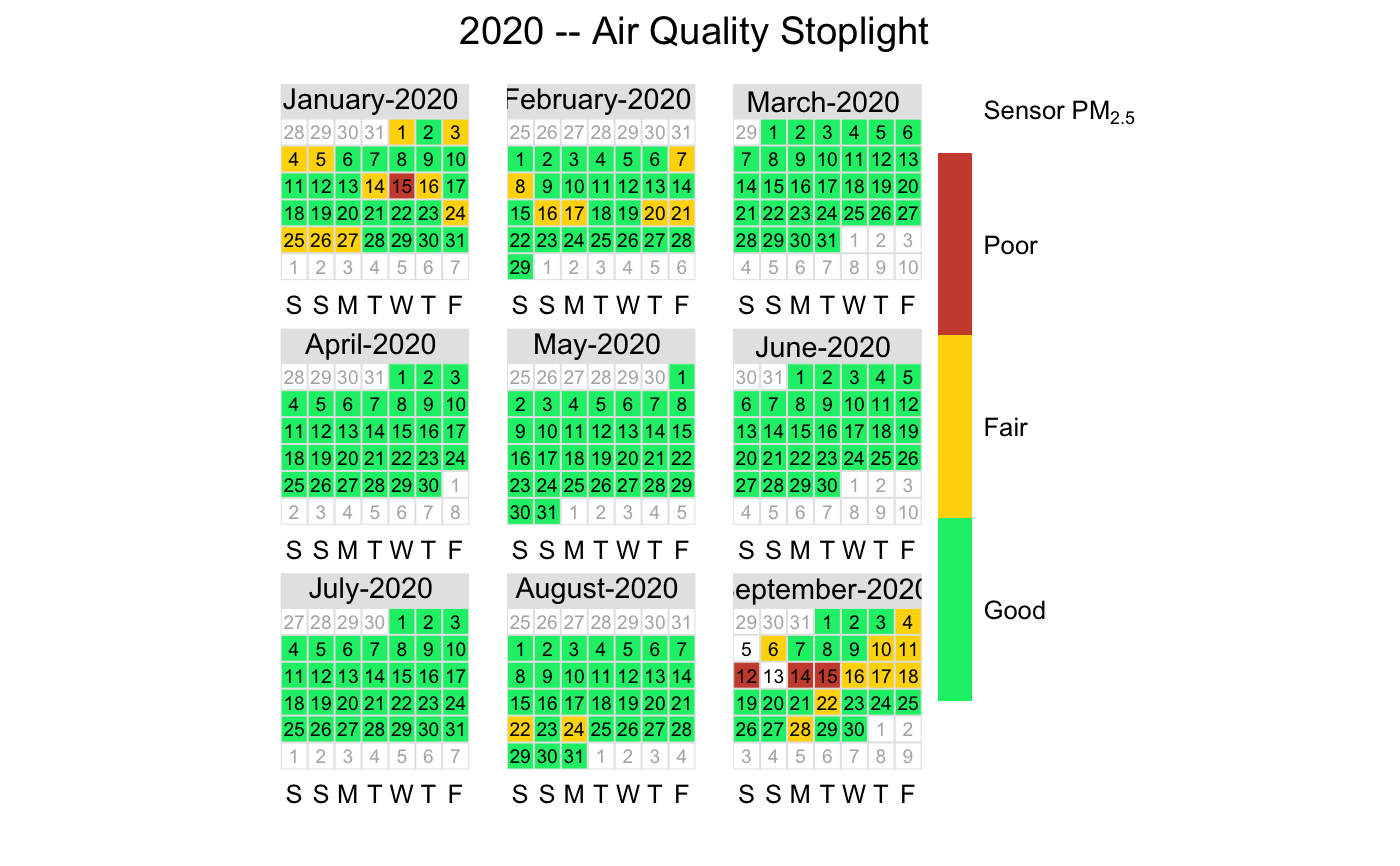 2020 -- Air Quality Stoplight
January-2020
28 29 30 31 1 2 3
4 5 6 7 8 9 10
11 12 13 14 15 16 17
18 19 20 21 22 23 24
25 26 27 28 29 30 31
1 2 3 4 5 6 7
S S M T W T F
February-2020
25 26 27 28 29 30 31
1 2 3 4 5 6 7
8 9 10 11 12 13 14
15 16 17 18 19 20 21
22 23 24 25 26 27 28
29 1 2 3 4 5 6
S S M T W T F
March-2020
29 1 2 3 4 5 6
7 8 9 10 11 12 13
14 15 16 17 18 19 20
21 22 23 24 25 26 27
28 29 30 31 1 2 3
4 5 6 7 8 9 10
S S M T W T F
April-2020
28 29 30 31 1 2 3
4 5 6 7 8 9 10
11 12 13 14 15 16 17
18 19 20 21 22 23 24
25 26 27 28 29 30 1
2 3 4 5 6 7 8
S S M T W T F
May-2020
25 26 27 28 29 30 1
2 3 4 5 6 7 8
9 10 11 12 13 14 15
16 17 18 19 20 21 22
23 24 25 26 27 28 29
30 31 1 2 3 4 5
S S M T W T F
June-2020
30 31 1 2 3 4 5
6 7 8 9 10 11 12
13 14 15 16 17 18 19
20 21 22 23 24 25 26
27 28 29 30 1 2 3
4 5 6 7 8 9 10
S S M T W T F
July-2020
27 28 29 30 1 2 3
4 5 6 7 8 9 10
11 12 13 14 15 16 17
18 19 20 21 22 23 24
25 26 27 28 29 30 31
1 2 3 4 5 6 7
S S M T W T F
August-2020
25 26 27 28 29 30 31
1 2 3 4 5 6 7
8 9 10 11 12 13 14
15 16 17 18 19 20 21
22 23 24 25 26 27 28
29 30 31 1 2 3 4
S S M T W T F
September-2020
29 30 31 1 2 3 4
5 6 7 8 9 10 11
12 13 14 15 16 17 18
19 20 21 22 23 24 25
26 27 28 29 30 1 2
3 4 5 6 7 8 9
S S M T W T F
Sensor PM2.5
Poor
Fair
Good